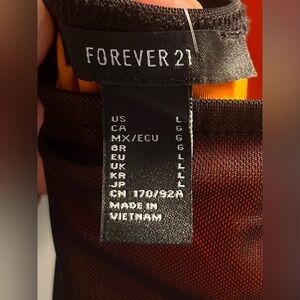 FOREVER 21
US L
CA G
MX/ECU G
BR G
EU L
UK L
KR L
JP L
CN 170/92A
MADE IN
VIETNAM